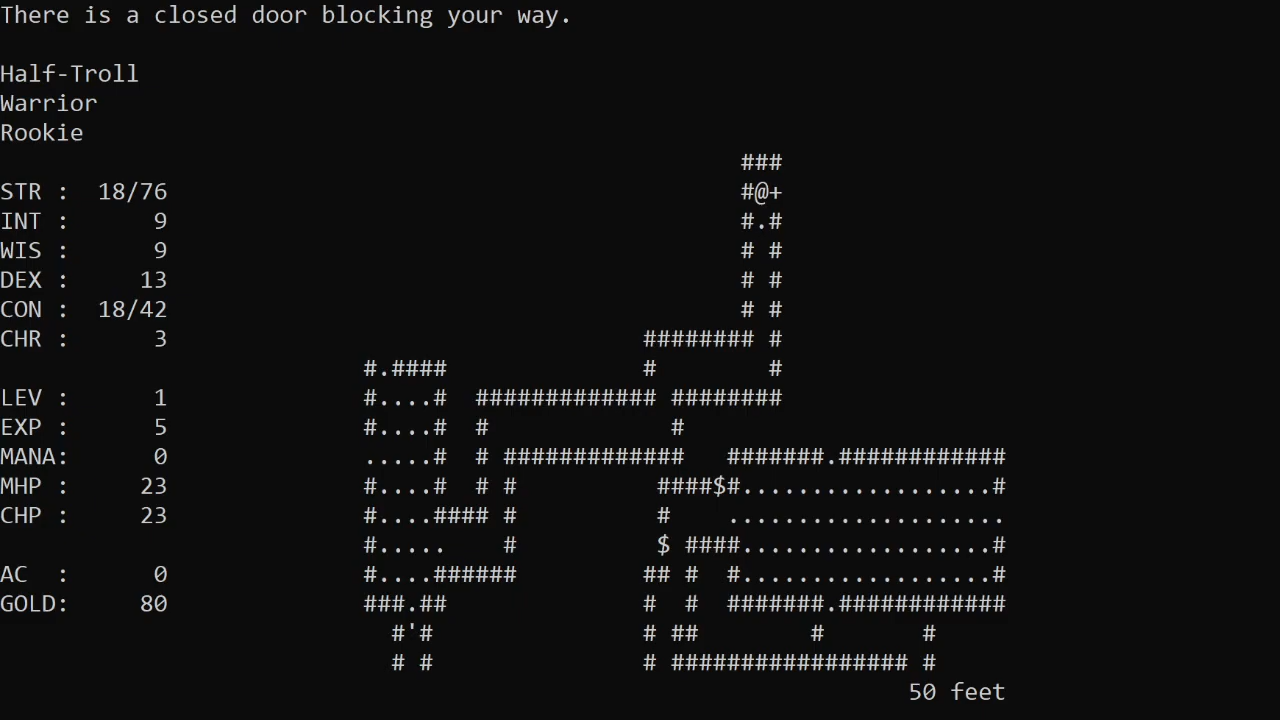 There is a closed door blocking your way.
Half-Troll
Warrior
Rookie
###
STR :  18/76 #@+
INT :     9 #.#
WIS :     9 # #
DEX :    13 # #
CON :  18/42 # #
CHR :     3 ######## #
#.#### # #
LEV :     1 #....# ############# ########
EXP :     5 #....# # #
MANA:     0 .....# # ############# #######.############
MHP :    23 #....# # # ####$#..................#
CHP :    23 #....#### # # ....................
#..... # $ ####..................#
AC  :     0 #....###### ## # #..................#
GOLD:    80 ###.## # # #######.############
#'# # ## # #
# # # ################# #
50 feet